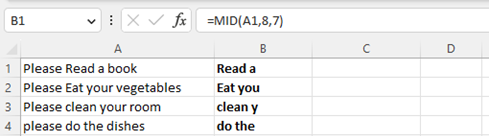 B1 fx =MID(A1,8,7)
A B C D
1 Please Read a book Read a
2 Please Eat your vegetables Eat you
3 Please clean your room clean y
4 please do the dishes do the